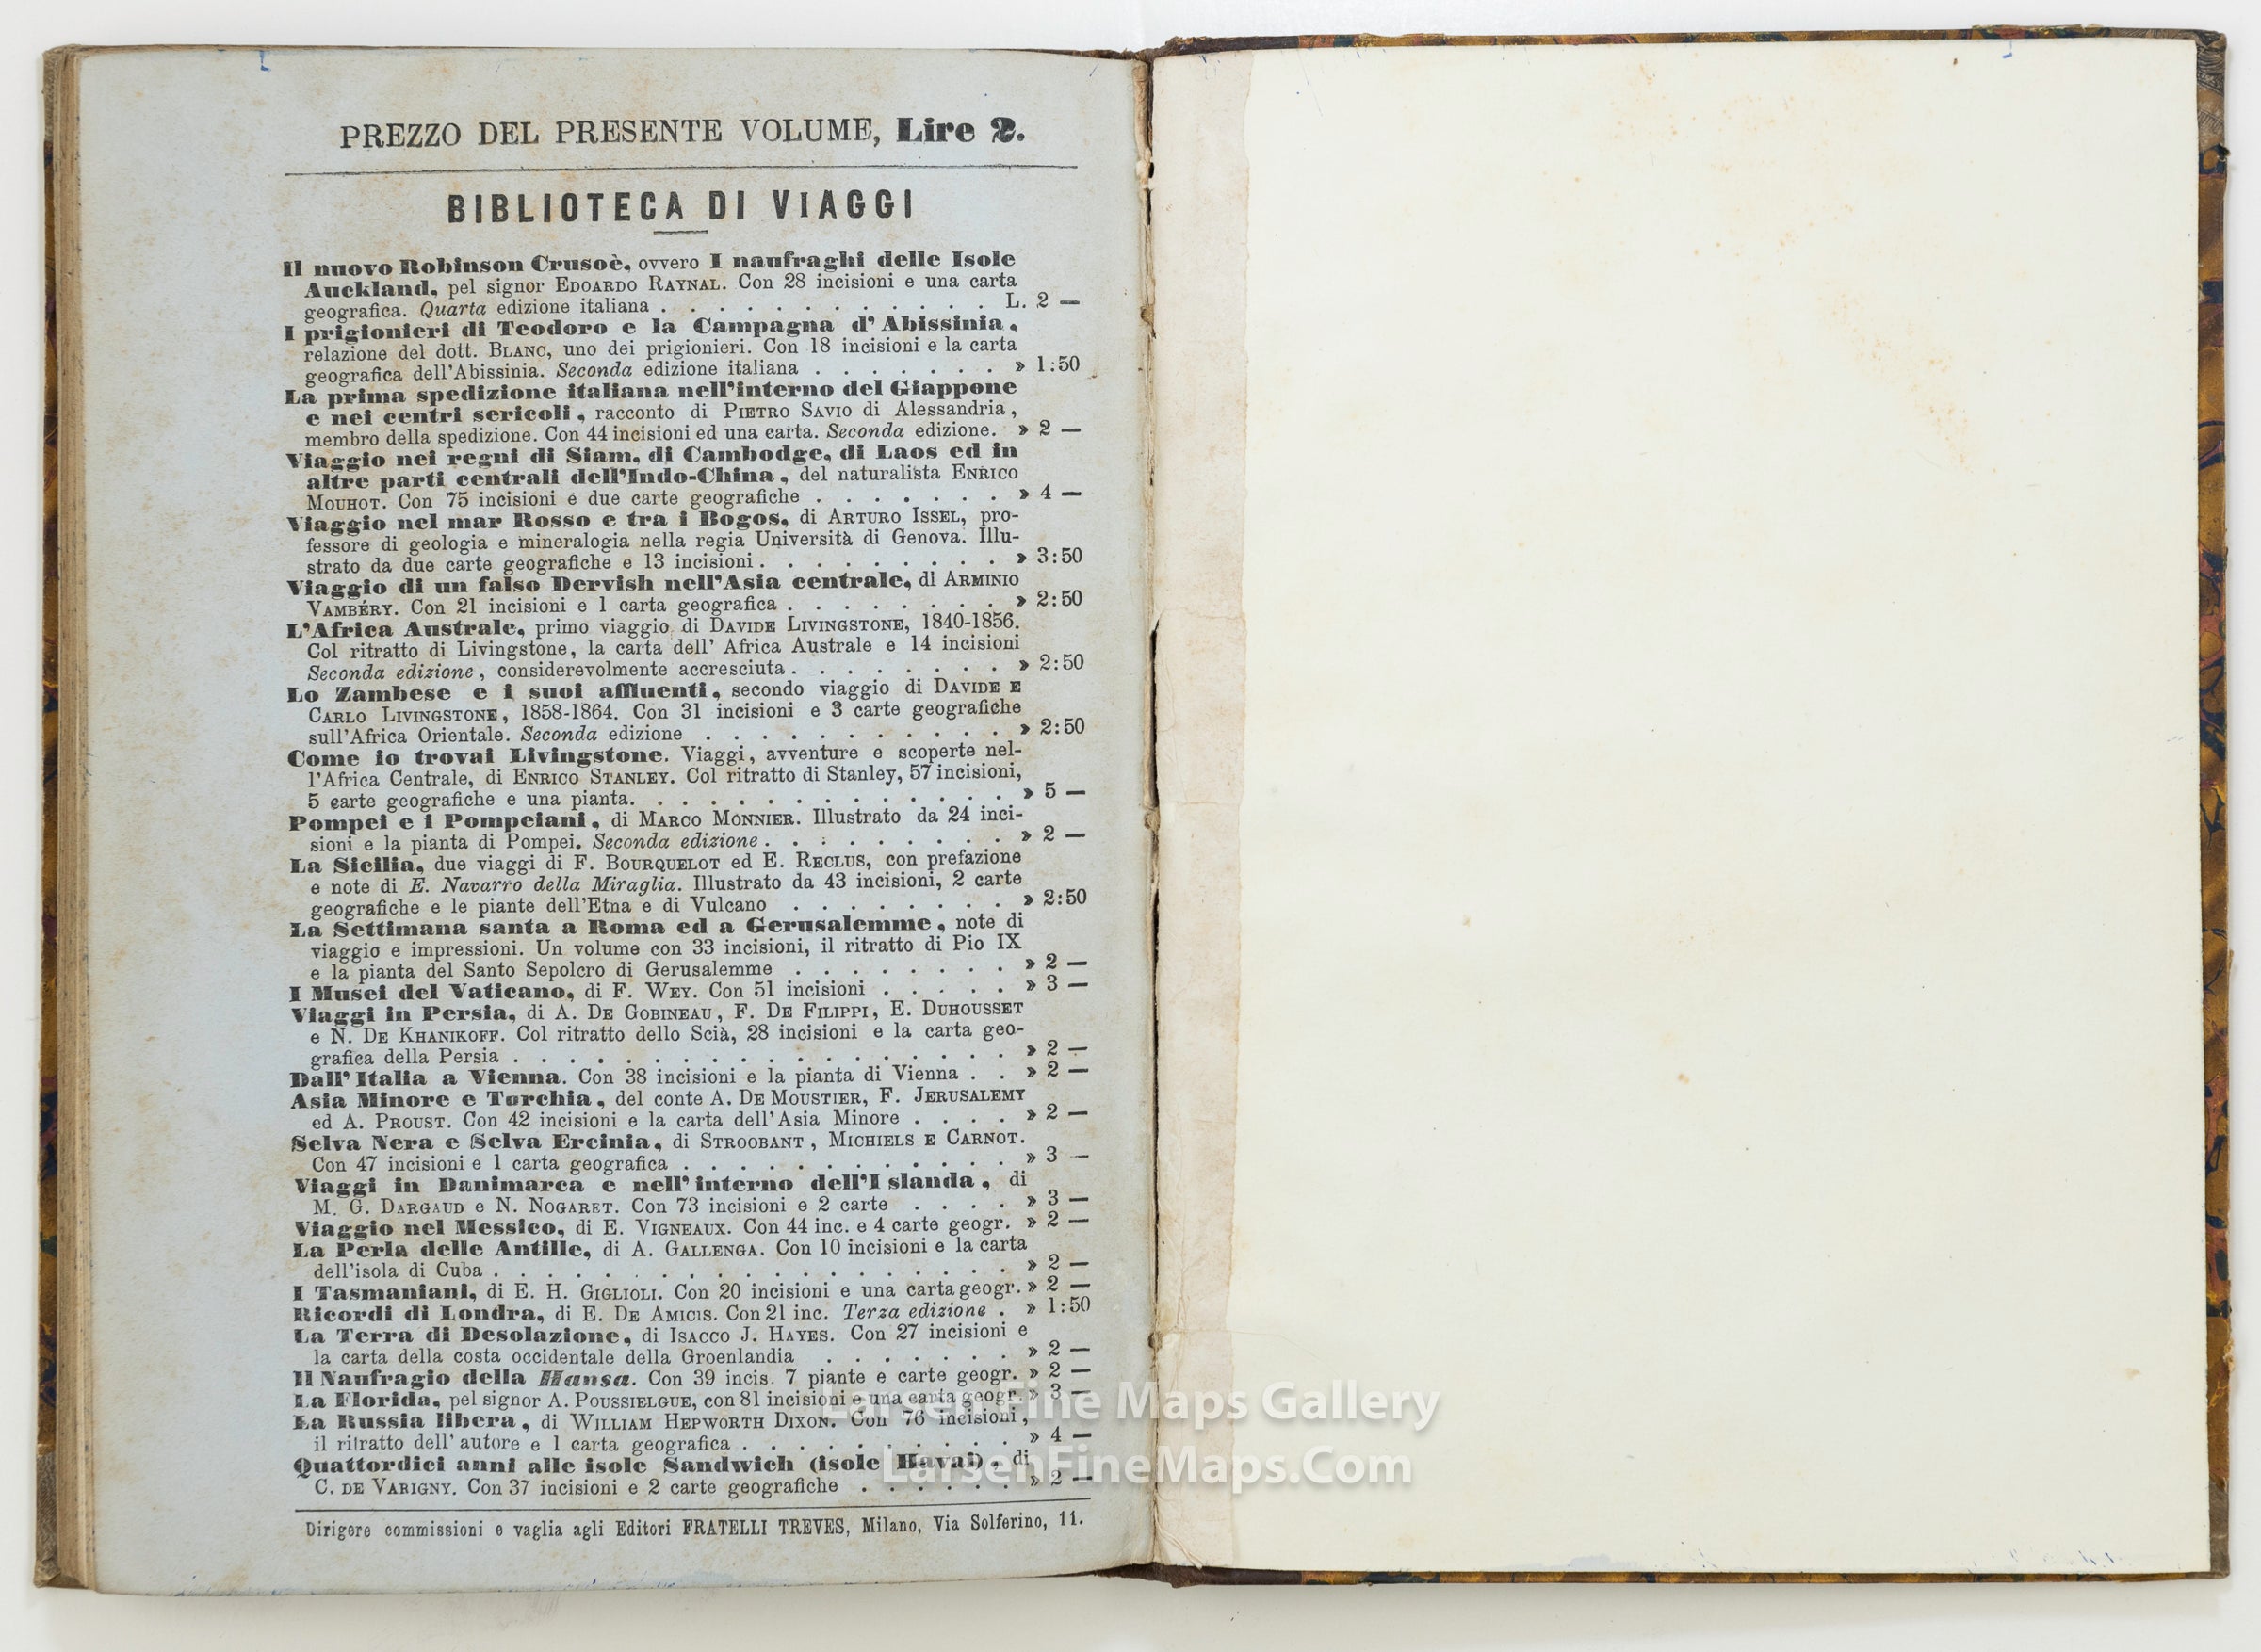 PREZZO DEL PRESENTE VOLUME, Lire 2.
BIBLIOTECA DI VIAGGI
Il nuovo Robinson Crusoè, ovvero I naufraghi delle Isole
Auckland, pel signor EDOARDO RAYNAL. Con 28 incisioni e una carta
geografica. Quarta edizione italiana . . . . . . . . . . . . L. 2 —
I prigionieri di Teodoro e la Campagna d'Abissinia,
relazione del dott. BLANC, uno dei prigionieri. Con 18 incisioni e la carta
geografica dell'Abissinia. Seconda edizione italiana . . . . . . . » 1:50
La prima spedizione italiana nell'interno del Giappone
e nei centri sericoli, racconto di PIETRO SAVIO di Alessandria,
membro della spedizione. Con 44 incisioni ed una carta. Seconda edizione. » 2 —
Viaggio nei regni di Siam, di Cambodge, di Laos ed in
altre parti centrali dell'Indo-China, del naturalista ENRICO
MOUHOT. Con 75 incisioni e due carte geografiche . . . . . . . » 4 —
Viaggio nel mar Rosso e tra i Bogos, di ARTURO ISSEL, pro-
fessore di geologia e mineralogia nella regia Università di Genova. Illu-
strato da due carte geografiche e 13 incisioni . . . . . . . . . » 3:50
Viaggio di un falso Dervish nell'Asia centrale, di ARMINIO
VAMBÉRY. Con 21 incisioni e 1 carta geografica . . . . . . . . » 2:50
L'Africa Australe, primo viaggio di DAVIDE LIVINGSTONE, 1840-1856.
Col ritratto di Livingstone, la carta dell' Africa Australe e 14 incisioni
Seconda edizione, considerevolmente accresciuta . . . . . . . . » 2:50
Lo Zambese e i suoi affluenti, secondo viaggio di DAVIDE E
CARLO LIVINGSTONE, 1858-1864. Con 31 incisioni e 3 carte geografiche
sull'Africa Orientale. Seconda edizione . . . . . . . . . . . » 2:50
Come io trovai Livingstone. Viaggi, avventure e scoperte nel-
l'Africa Centrale, di ENRICO STANLEY. Col ritratto di Stanley, 57 incisioni,
5 carte geografiche e una pianta. . . . . . . . . . . . . . » 5 —
Pompei e i Pompeiani, di MARCO MONNIER. Illustrato da 24 inci-
sioni e la pianta di Pompei. Seconda edizione . . . . . . . . . » 2 —
La Sicilia, due viaggi di F. BOURQUELOT ed E. RECLUS, con prefazione
e note di E. Navarro della Miraglia. Illustrato da 43 incisioni, 2 carte
geografiche e le piante dell'Etna e di Vulcano . . . . . . . . » 2:50
La Settimana santa a Roma ed a Gerusalemme, note di
viaggio e impressioni. Un volume con 33 incisioni, il ritratto di Pio IX
e la pianta del Santo Sepolcro di Gerusalemme . . . . . . . . » 2 —
I Musei del Vaticano, di F. WEY. Con 51 incisioni . . . . . » 3 —
Viaggi in Persia, di A. DE GOBINEAU, F. DE FILIPPI, E. DUHOUSSET
e N. DE KHANIKOFF. Col ritratto dello Scià, 28 incisioni e la carta geo-
grafica della Persia . . . . . . . . . . . . . . . . . . » 2 —
Dall'Italia a Vienna. Con 38 incisioni e la pianta di Vienna . . » 2 —
Asia Minore e Turchia, del conte A. DE MOUSTIER, F. JERUSALEMY
ed A. PROUST. Con 42 incisioni e la carta dell'Asia Minore . . . . » 2 —
Selva Nera e Selva Ercinia, di STROOBANT, MICHIELS E CARNOT.
Con 47 incisioni e 1 carta geografica . . . . . . . . . . . . » 3 —
Viaggi in Danimarca e nell'interno dell'Islanda, di
M. G. DARGAUD e N. NOGARET. Con 73 incisioni e 2 carte . . . . » 3 —
Viaggio nel Messico, di E. VIGNEAUX. Con 44 inc. e 4 carte geogr. » 2 —
La Perla delle Antille, di A. GALLENGA. Con 10 incisioni e la carta
dell'isola di Cuba . . . . . . . . . . . . . . . . . . . » 2 —
I Tasmaniani, di E. H. GIGLIOLI. Con 20 incisioni e una carta geogr. » 2 —
Ricordi di Londra, di E. DE AMICIS. Con 21 inc. Terza edizione . » 1:50
La Terra di Desolazione, di ISACCO J. HAYES. Con 27 incisioni e
la carta della costa occidentale della Groenlandia . . . . . . . » 2 —
Il Naufragio della Hansa. Con 39 incis. 7 piante e carte geogr. » 2 —
La Florida, pel signor A. POUSSIELGUE, con 81 incisioni e una carta geogr. » 3 —
La Russia libera, di WILLIAM HEPWORTH DIXON. Con 76 incisioni,
il ritratto dell'autore e 1 carta geografica . . . . . . . . . . » 4 —
Quattordici anni alle isole Sandwich (isole Havai), di
C. DE VARIGNY. Con 37 incisioni e 2 carte geografiche . . . . . . » 2 —
Dirigere commissioni e vaglia agli Editori FRATELLI TREVES, Milano, Via Solferino, 11.
Larsen Fine Maps Gallery
LarsenFineMaps.Com